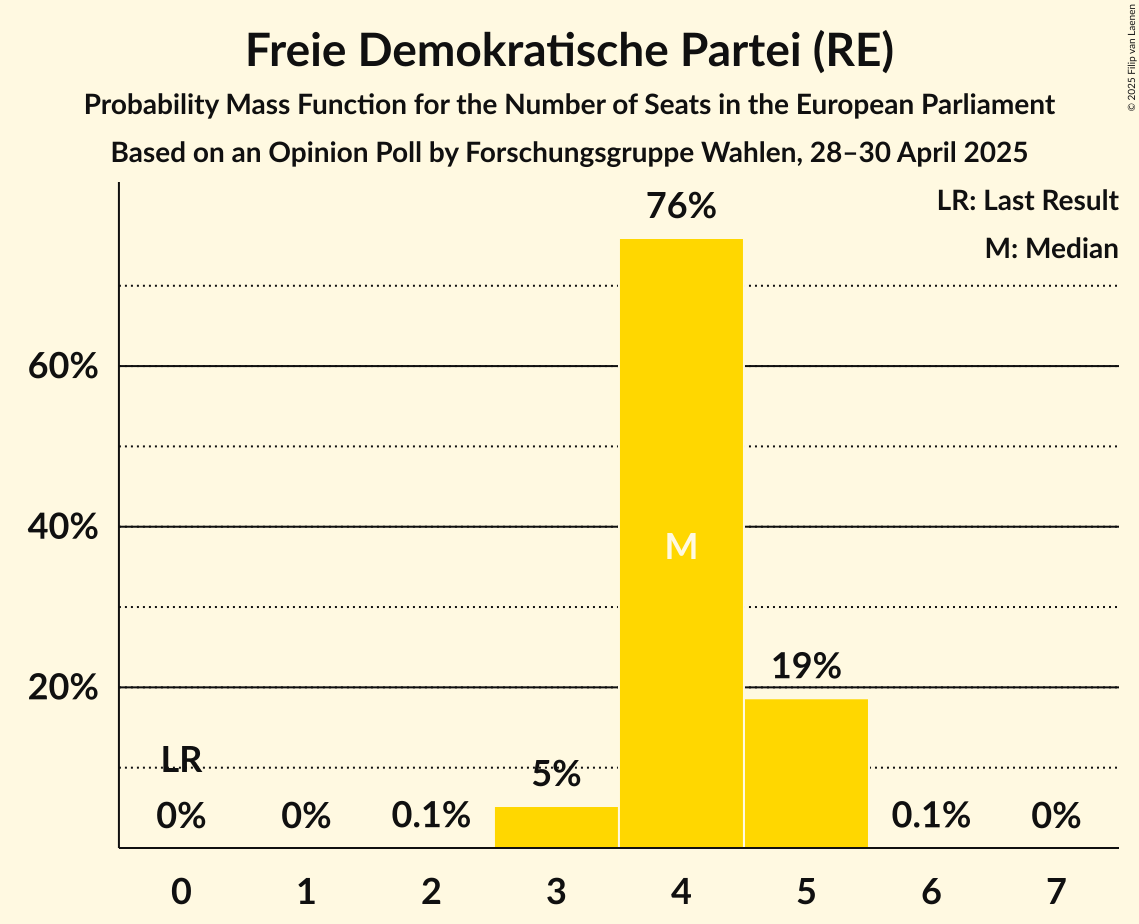 Freie Demokratische Partei (RE)
Probability Mass Function for the Number of Seats in the European Parliament
Based on an Opinion Poll by Forschungsgruppe Wahlen, 28–30 April 2025
© 2025 Filip van Laenen
LR: Last Result
M: Median
76%
60%
40%
M
19%
20%
LR
5%
0%
0%
0.1%
0.1%
0%
0 1 2 3 4 5 6 7